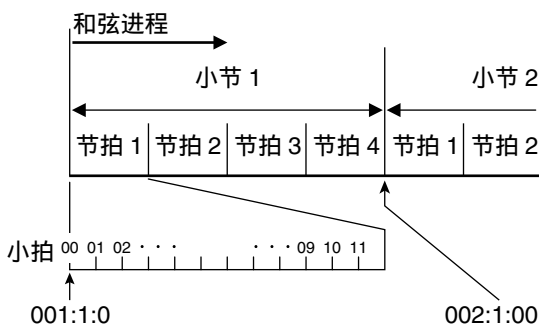 和弦进程
小节 1
小节 2
节拍 1 节拍 2 节拍 3 节拍 4 节拍 1 节拍 2
小拍 00 01 02 · · · · · · 09 10 11
001:1:0 002:1:00